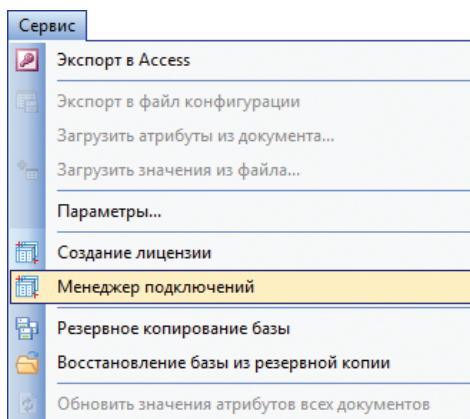 Сервис
Экспорт в Access
Экспорт в файл конфигурации
Загрузить атрибуты из документа...
Загрузить значения из файла...
Параметры...
Создание лицензии
Менеджер подключений
Резервное копирование базы
Восстановление базы из резервной копии
Обновить значения атрибутов всех документов